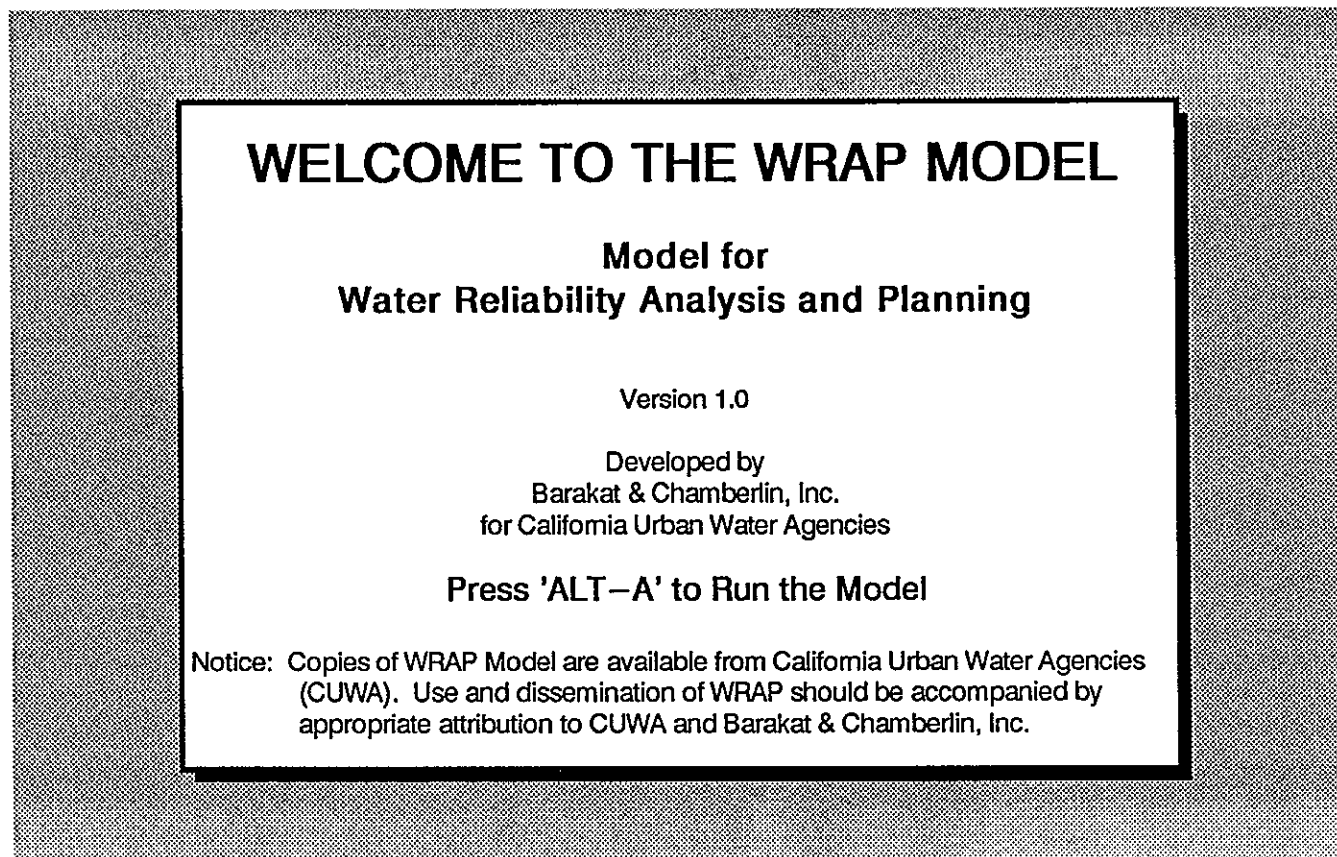 WELCOME TO THE WRAP MODEL
Model for
Water Reliability Analysis and Planning
Version 1.0
Developed by
Barakat & Chamberlin, Inc.
for California Urban Water Agencies
Press 'ALT–A' to Run the Model
Notice: Copies of WRAP Model are available from California Urban Water Agencies
(CUWA). Use and dissemination of WRAP should be accompanied by
appropriate attribution to CUWA and Barakat & Chamberlin, Inc.